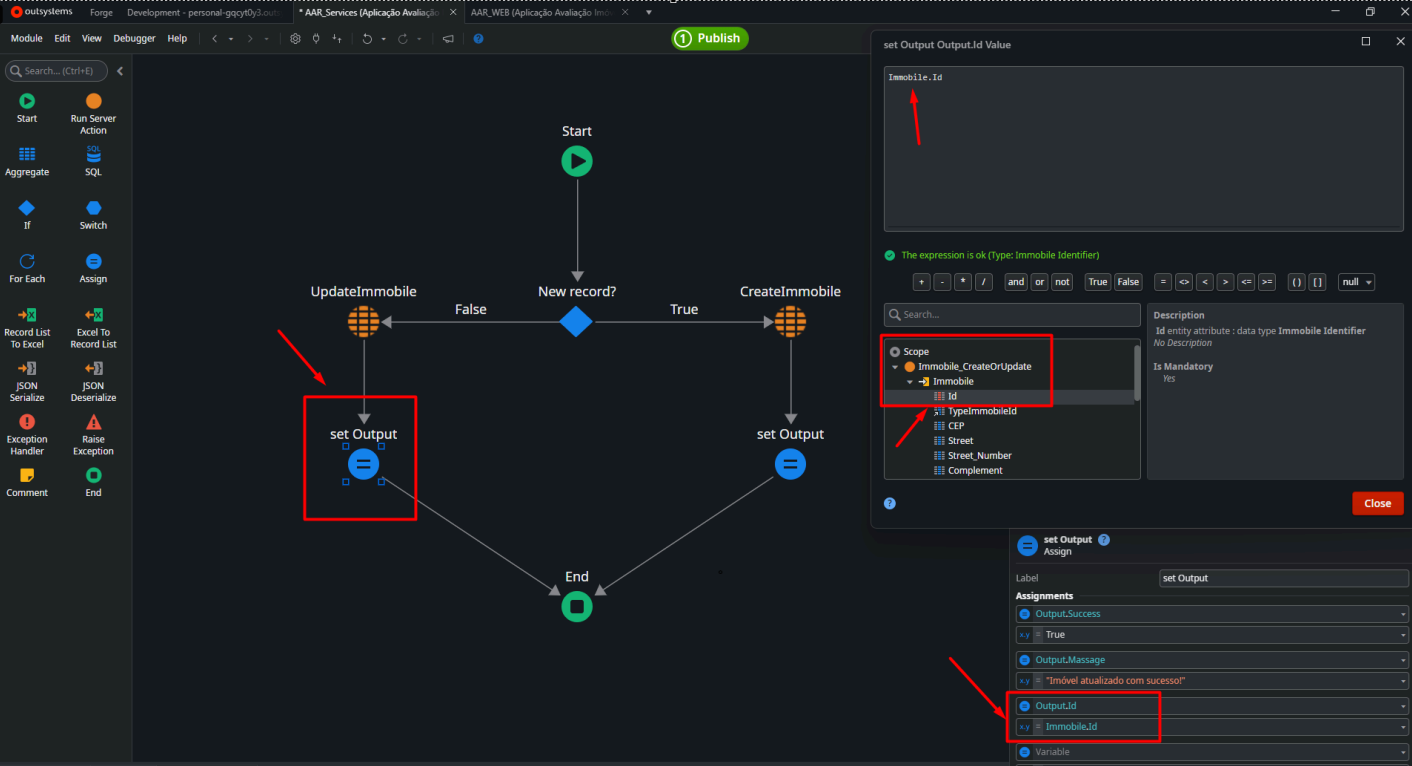 outsystems
Forge
Development - personal-gqcyt0y3.outs
* AAR_Services (Aplicação Avaliação
AAR_WEB (Aplicação Avaliação Imó
Module Edit View Debugger Help
1 Publish
Search... (Ctrl+E)
Start
Run Server
Action
Aggregate
SQL
SQL
If
Switch
For Each
Assign
Record List
To Excel
Excel To
Record List
JSON
Serialize
JSON
Deserialize
Exception
Handler
Raise
Exception
Comment
End
Start
UpdateImmobile
False
New record?
True
CreateImmobile
set Output
set Output
End
set Output Output.Id Value
Immobile.Id
The expression is ok (Type: Immobile Identifier)
+ - * / and or not True False = <> < > <= >= ( ) [ ] null
Search...
Scope
Immobile_CreateOrUpdate
Immobile
Id
TypeImmobileId
CEP
Street
Street_Number
Complement
Description
Id entity attribute : data type Immobile Identifier
No Description
Is Mandatory
Yes
Close
set Output
Assign
Label
set Output
Assignments
Output.Success
x.y = True
Output.Massage
x.y = "Imóvel atualizado com sucesso!"
Output.Id
x.y = Immobile.Id
Variable